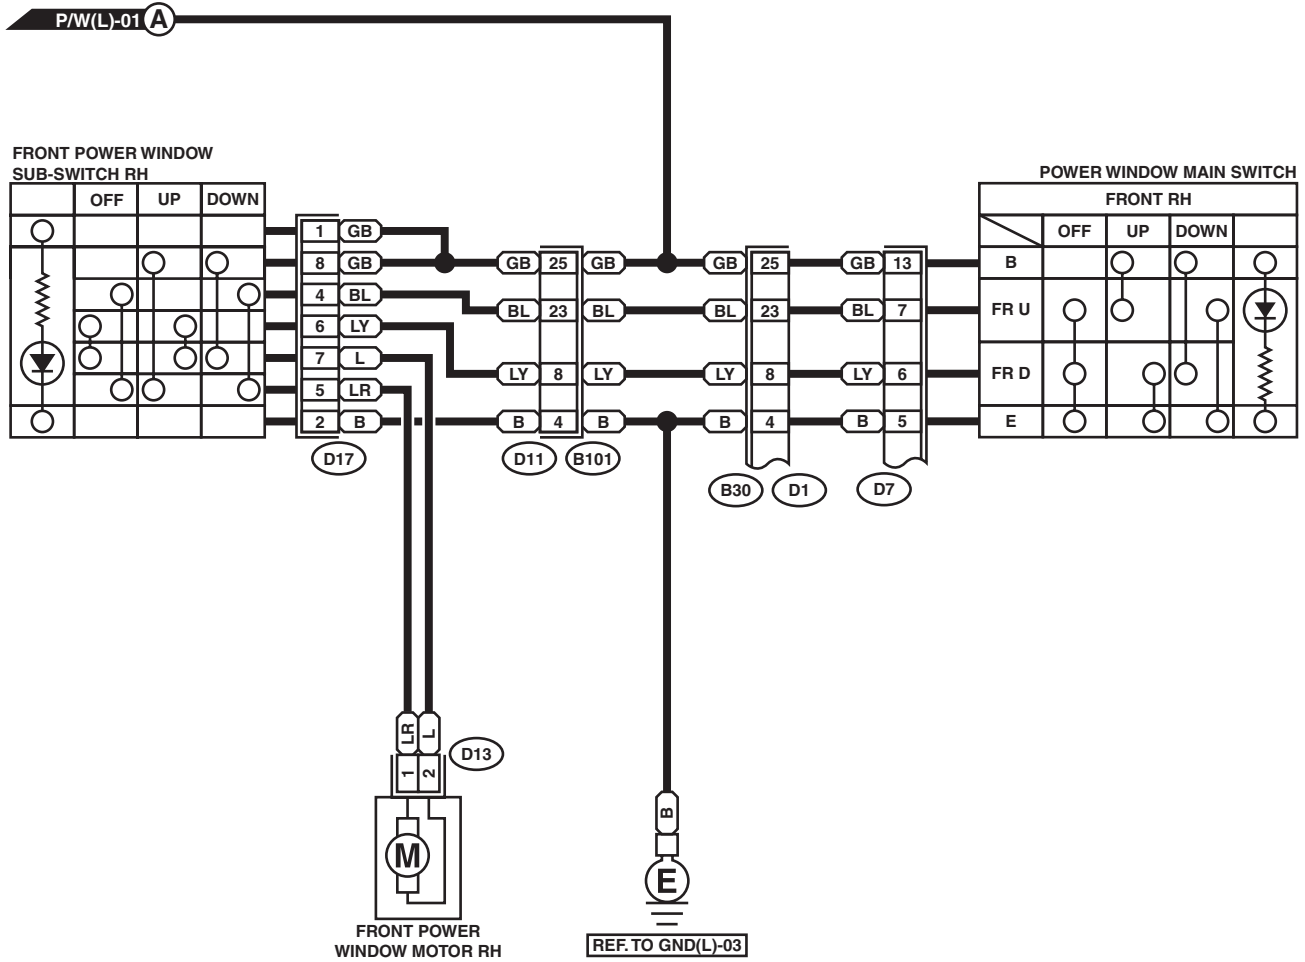 P/W(L)-01 A
FRONT POWER WINDOW
SUB-SWITCH RH
OFF UP DOWN
POWER WINDOW MAIN SWITCH
FRONT RH
OFF UP DOWN
1 GB
8 GB GB 25 GB GB 25 GB 13 B
4 BL BL 23 BL BL 23 BL 7 FR U
6 LY
7 L LY 8 LY LY 8 LY 6 FR D
5 LR
2 B B 4 B B 4 B 5 E
D17 D11 B101
B30 D1 D7
LR L
1 2 D13
M
FRONT POWER
WINDOW MOTOR RH
B
E
REF. TO GND(L)-03